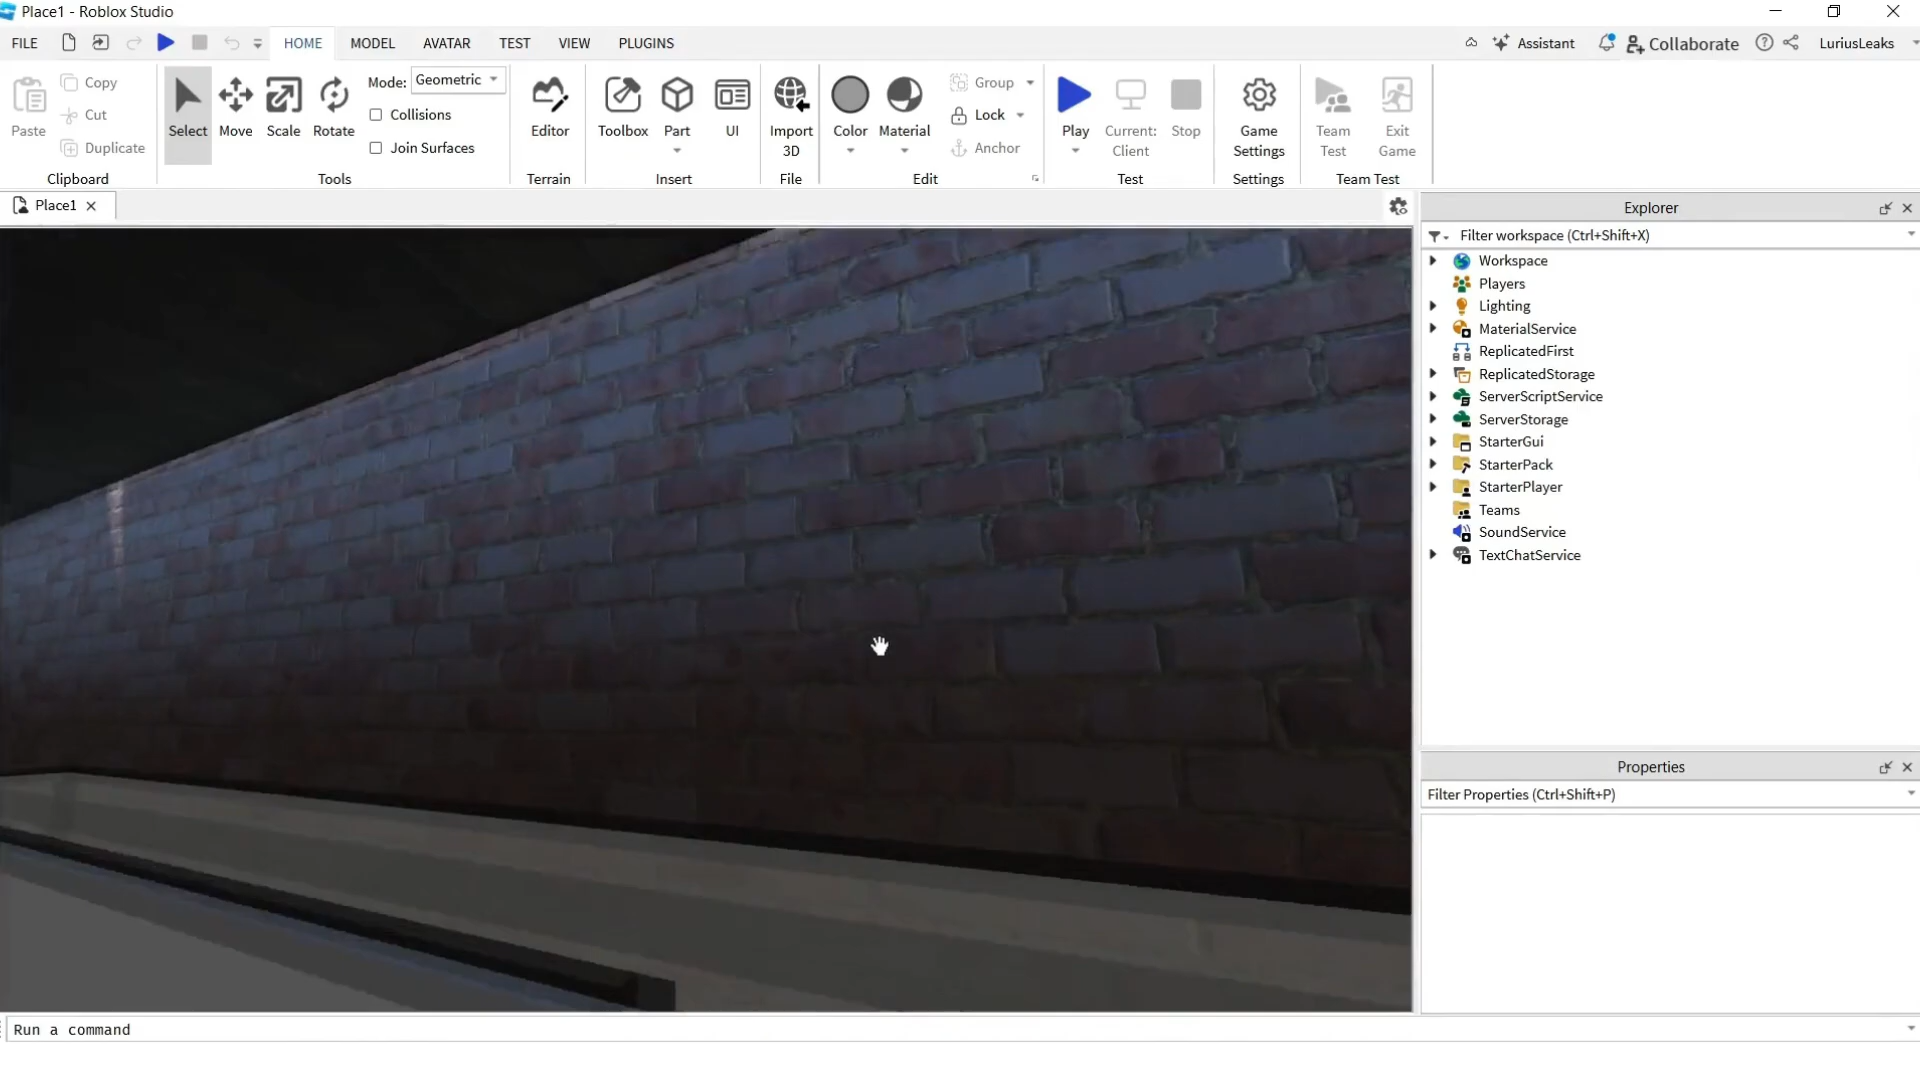 Place1 - Roblox Studio
FILE HOME MODEL AVATAR TEST VIEW PLUGINS Assistant Collaborate LuriusLeaks
Paste
Copy
Cut
Duplicate
Clipboard
Select Move Scale Rotate
Mode: Geometric
Collisions
Join Surfaces
Tools
Editor
Terrain
Toolbox Part UI
Insert
Import
3D
File
Color Material
Group
Lock
Anchor
Edit
Play Current:
Client Stop
Test
Game
Settings
Settings
Team
Test
Exit
Game
Team Test
Place1
Explorer
Filter workspace (Ctrl+Shift+X)
Workspace
Players
Lighting
MaterialService
ReplicatedFirst
ReplicatedStorage
ServerScriptService
ServerStorage
StarterGui
StarterPack
StarterPlayer
Teams
SoundService
TextChatService
Properties
Filter Properties (Ctrl+Shift+P)
Run a command